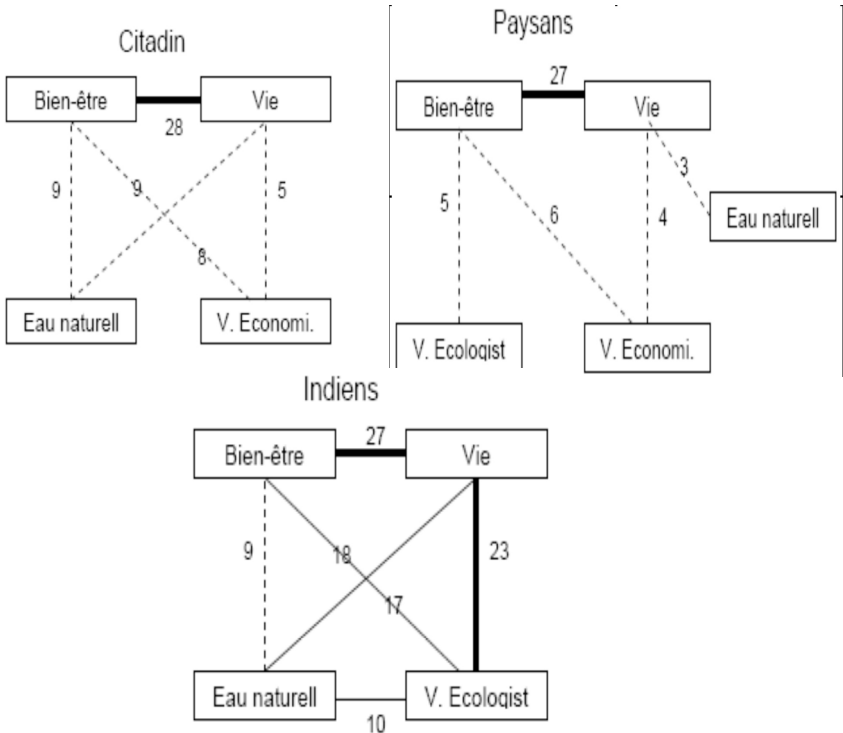 Citadin
Bien-être
Vie
28
9
9
5
8
Eau naturell
V. Economi.
Paysans
27
Bien-être
Vie
3
5
6
4
Eau naturell
V. Ecologist
V. Economi.
Indiens
27
Bien-être
Vie
9
18
23
17
Eau naturell
V. Ecologist
10